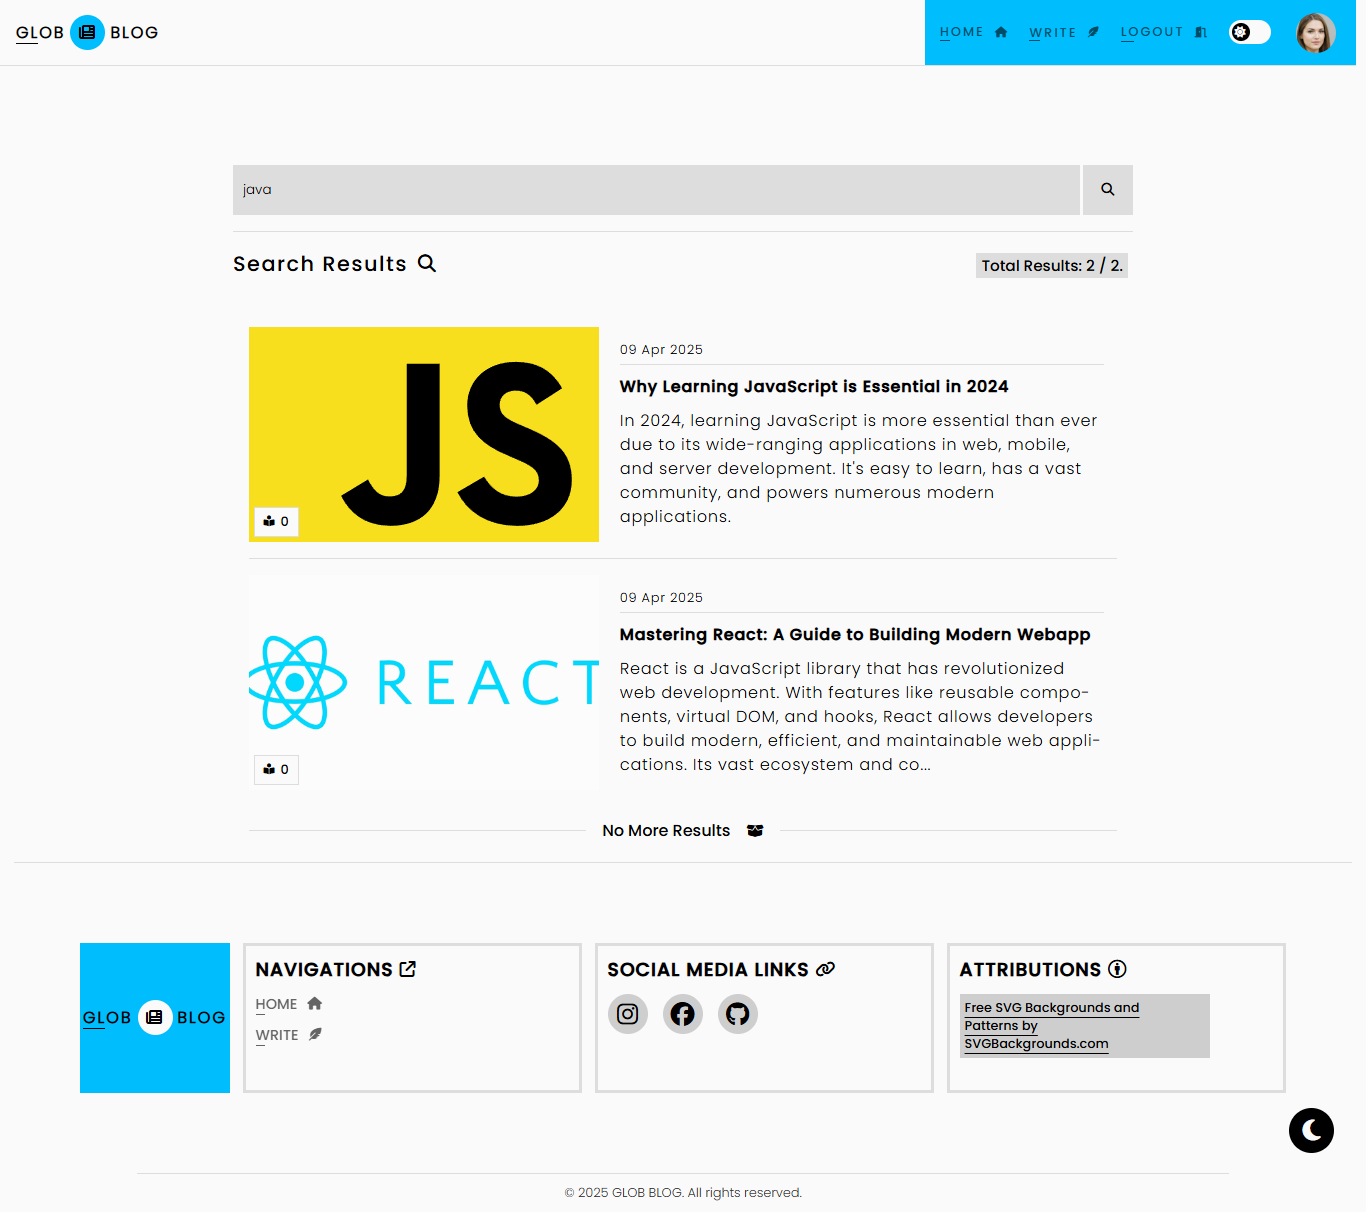 GLOB BLOG
HOME WRITE LOGOUT
java
Search Results
Total Results: 2 / 2.
JS
0
09 Apr 2025
Why Learning JavaScript is Essential in 2024
In 2024, learning JavaScript is more essential than ever
due to its wide-ranging applications in web, mobile,
and server development. It's easy to learn, has a vast
community, and powers numerous modern
applications.
REACT
0
09 Apr 2025
Mastering React: A Guide to Building Modern Webapp
React is a JavaScript library that has revolutionized
web development. With features like reusable compo-
nents, virtual DOM, and hooks, React allows developers
to build modern, efficient, and maintainable web appli-
cations. Its vast ecosystem and co...
No More Results
GLOB BLOG
NAVIGATIONS
HOME
WRITE
SOCIAL MEDIA LINKS
ATTRIBUTIONS
Free SVG Backgrounds and
Patterns by
SVGBackgrounds.com
© 2025 GLOB BLOG. All rights reserved.